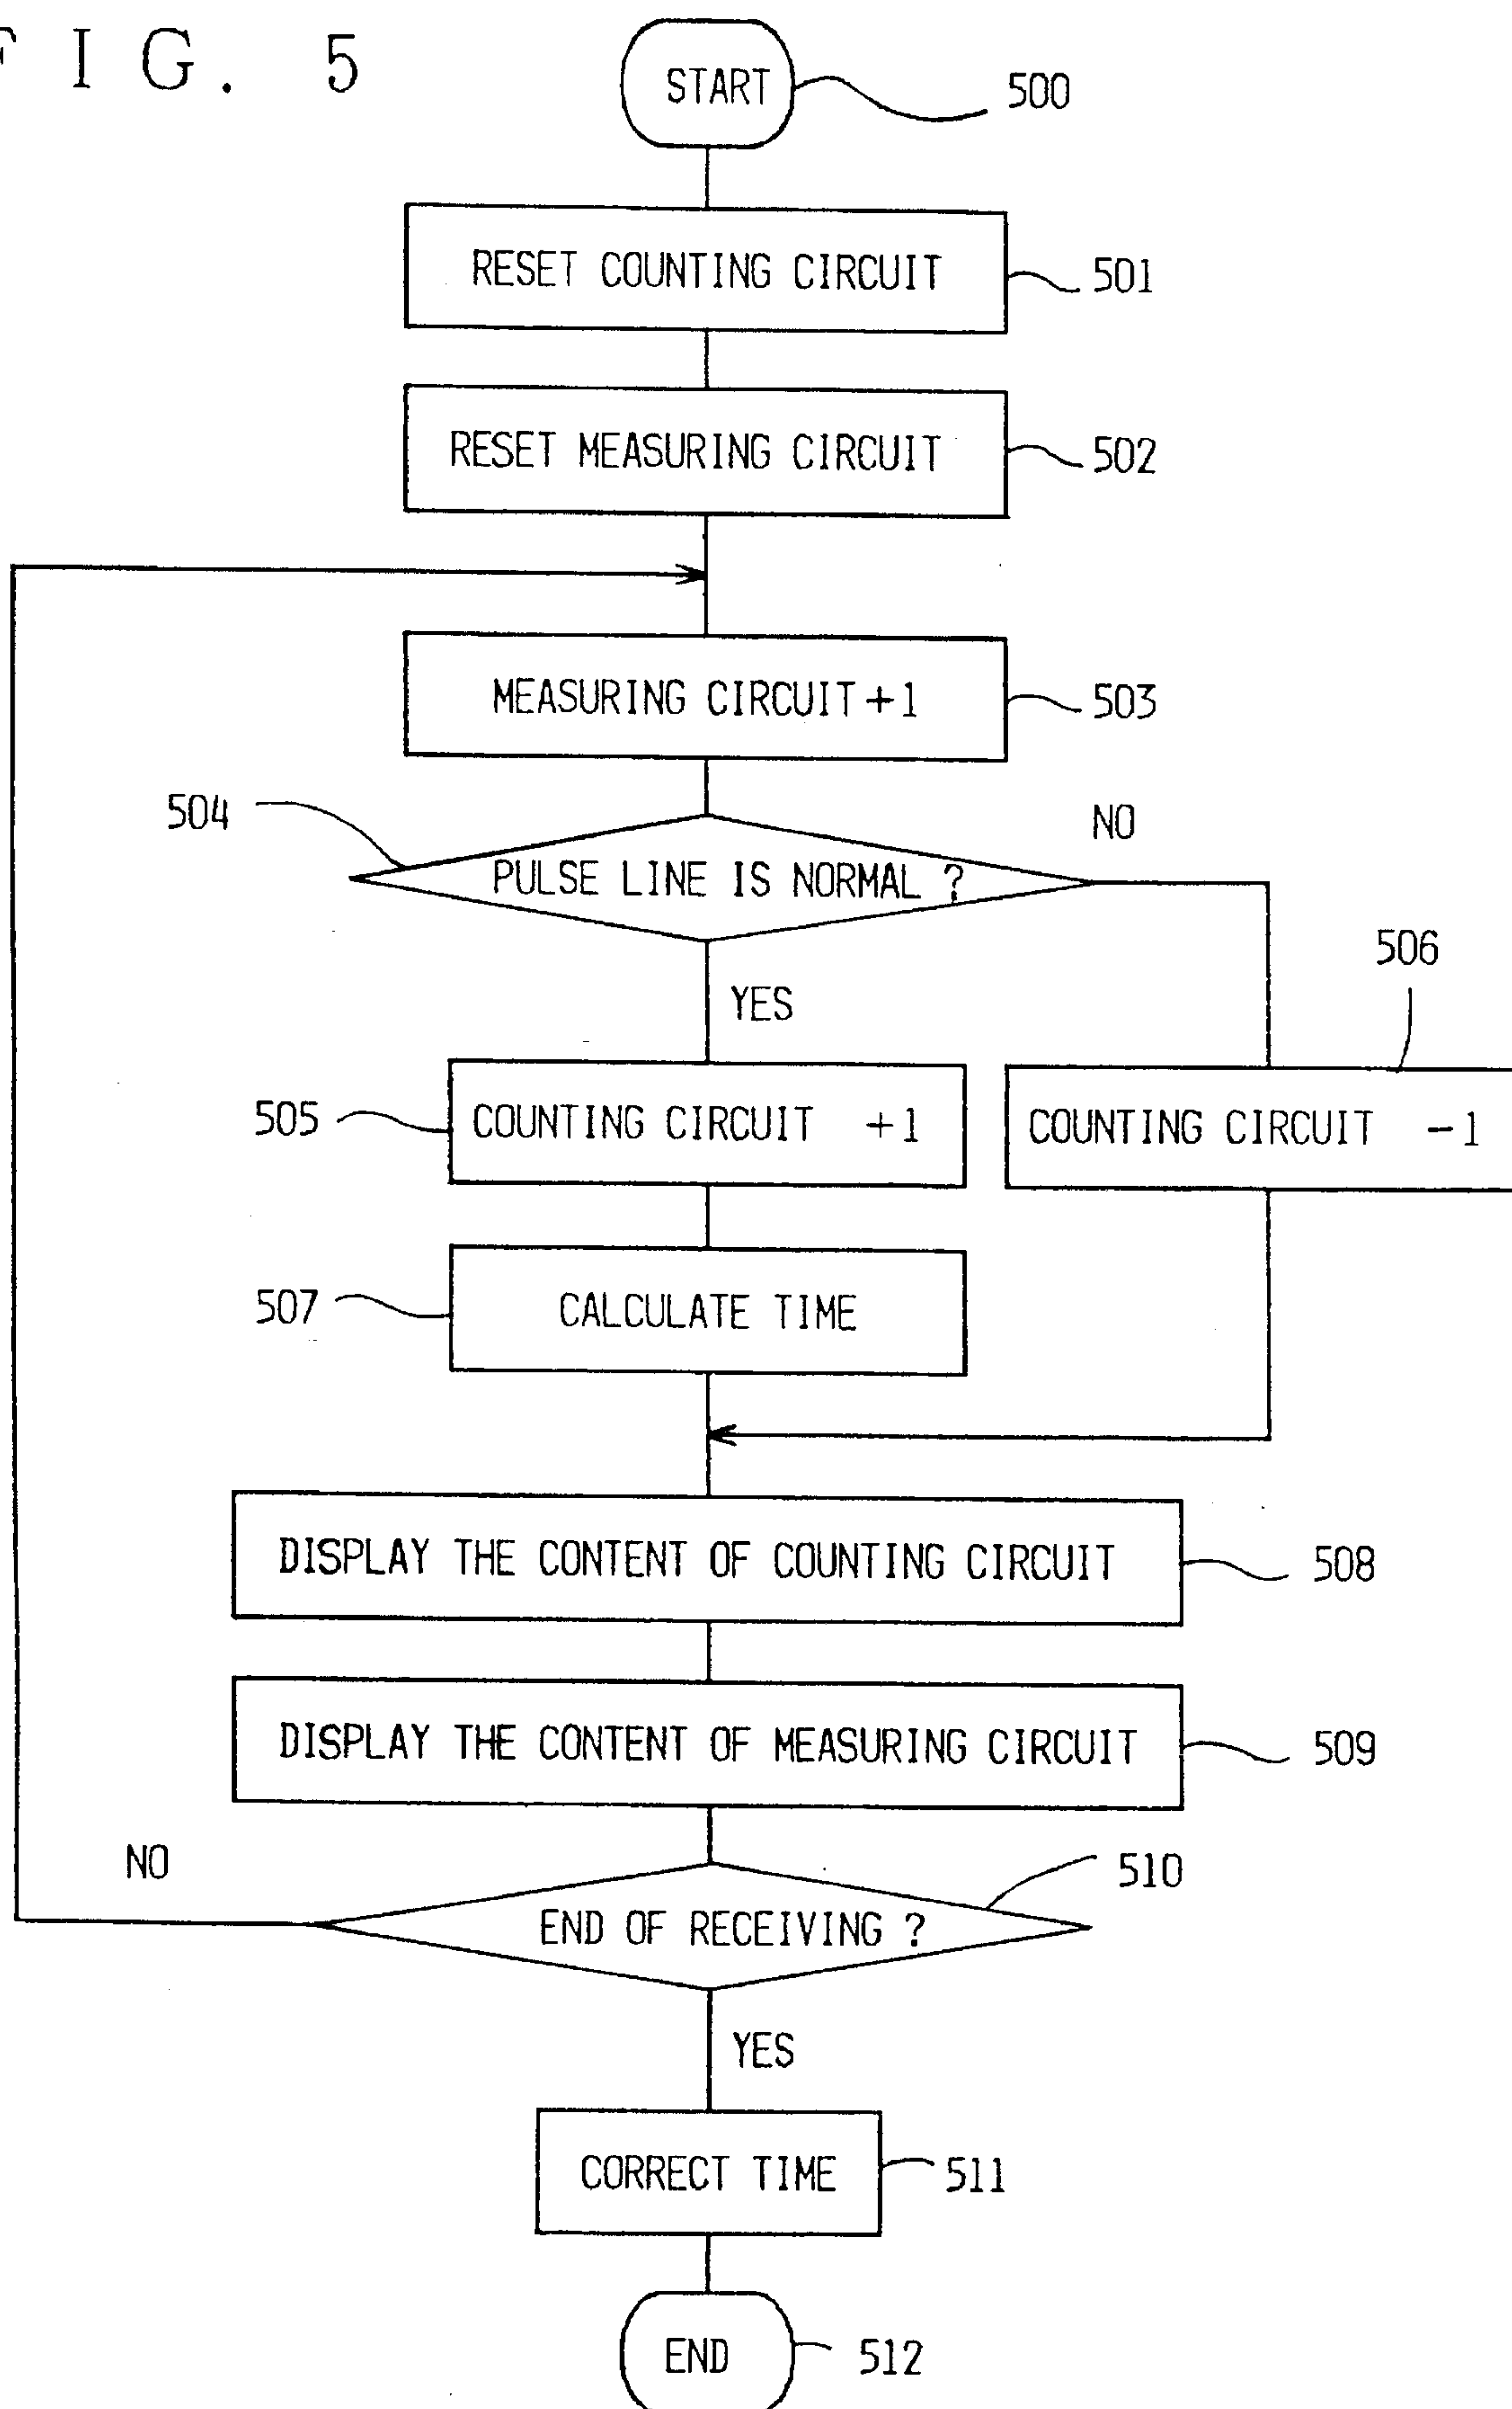 FIG. 5
START
500
RESET COUNTING CIRCUIT
501
RESET MEASURING CIRCUIT
502
MEASURING CIRCUIT +1
503
504
PULSE LINE IS NORMAL ?
NO
YES
506
505
COUNTING CIRCUIT +1
COUNTING CIRCUIT -1
507
CALCULATE TIME
DISPLAY THE CONTENT OF COUNTING CIRCUIT
508
DISPLAY THE CONTENT OF MEASURING CIRCUIT
509
NO
510
END OF RECEIVING ?
YES
CORRECT TIME
511
END
512